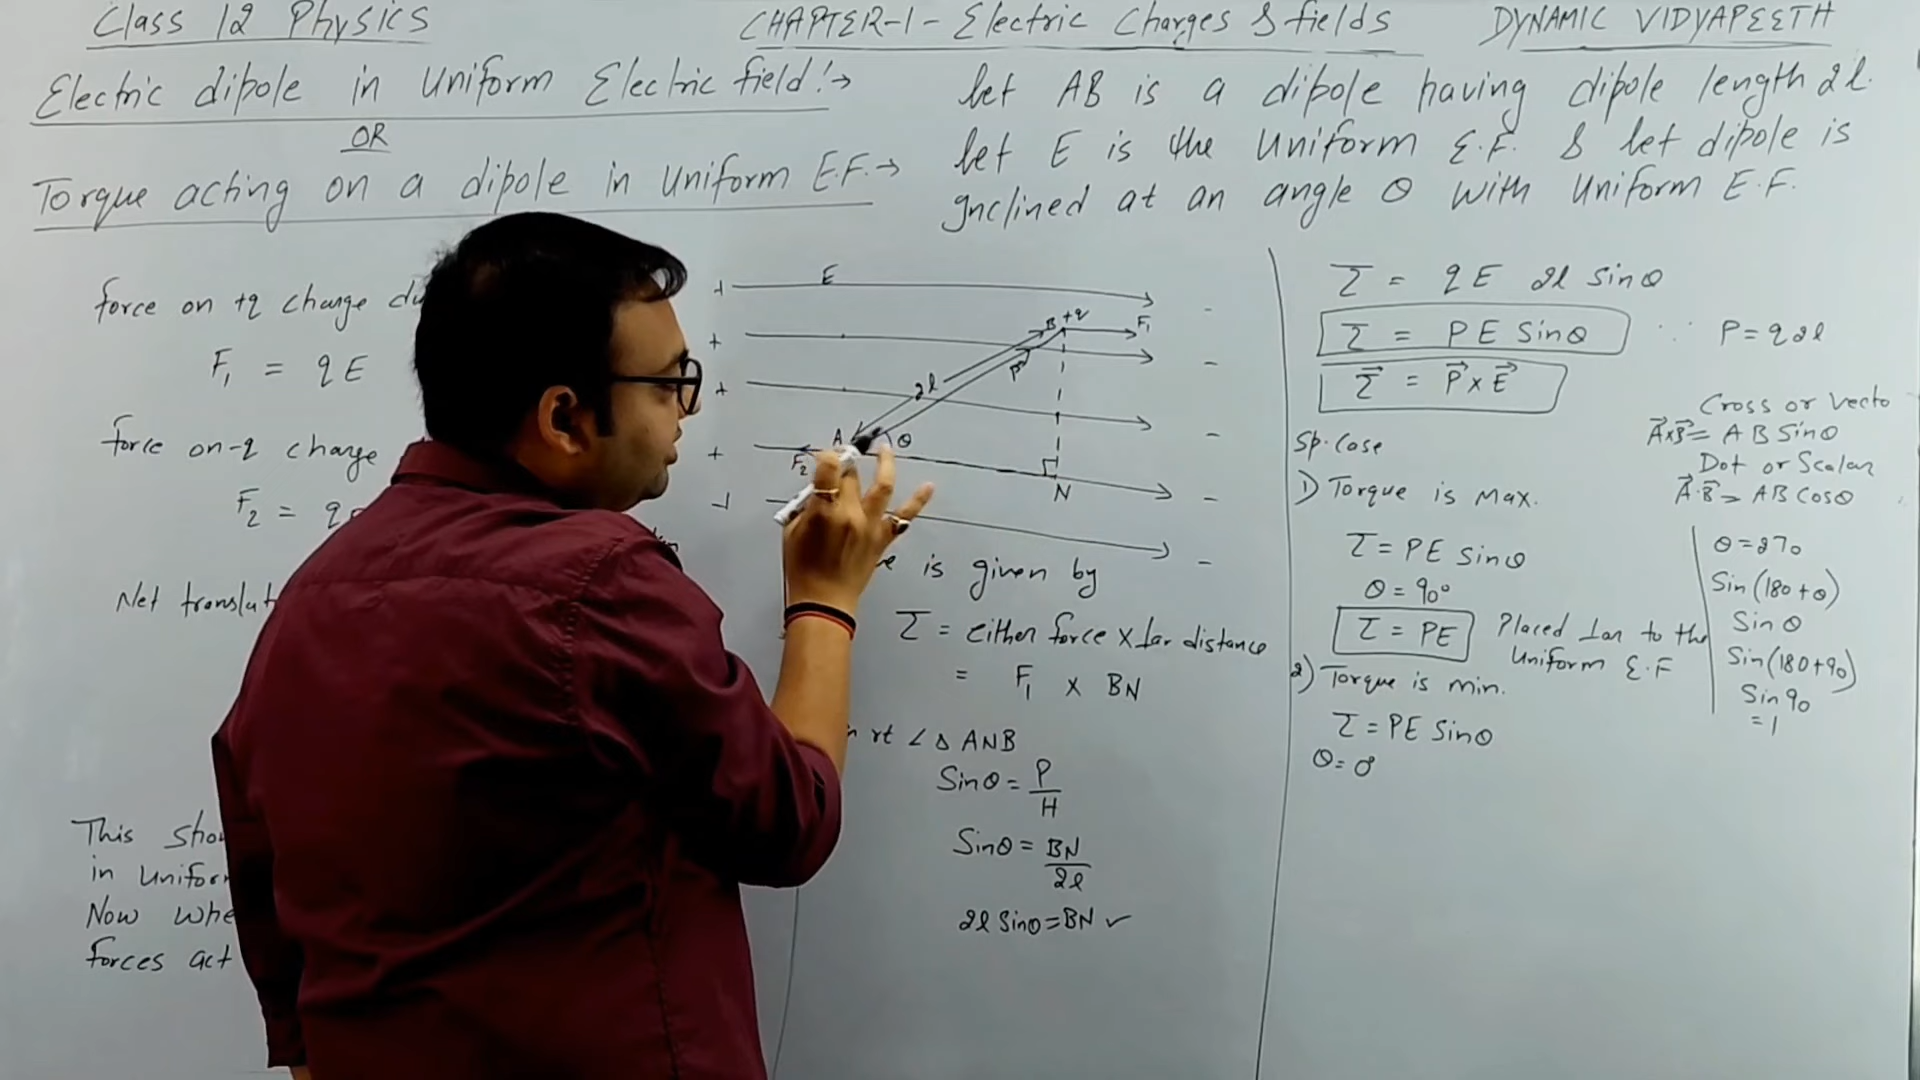 Class 12 Physics
CHAPTER-1- Electric Charges & fields
DYNAMIC VIDYAPEETH
Electric dipole in uniform Electric field:→
OR
Torque acting on a dipole in uniform E.F.→
let AB is a dipole having dipole length 2l.
let E is the uniform E.F. & let dipole is
Inclined at an angle θ with uniform E.F.
force on +q charge
F₁ = qE
force on -q charge
F₂ =
Net
This
in
Now
forces act
+ E -
+ B +q F₁ -
+ 2l P
+ A θ -
F₂ N -
-
is given by
τ = either force × ⊥ar distance
= F₁ × BN
rt ∠ Δ ANB
Sinθ = P/H
Sinθ = BN/2l
2l Sinθ = BN ✓
τ = qE 2l Sinθ
τ = PE Sinθ ∵ P = q2l
τ⃗ = P⃗ × E⃗
Cross or Vecto
A⃗×B⃗ = AB Sinθ
Dot or Scalar
A⃗.B⃗ = AB Cosθ
Sp. Case
1) Torque is Max.
τ = PE Sinθ
θ = 90°
τ = PE Placed ⊥ar to the
Uniform E.F
2) Torque is min.
τ = PE Sinθ
θ = 0°
θ = 270
Sin(180+θ)
Sinθ
Sin(180+90)
Sin90
= 1